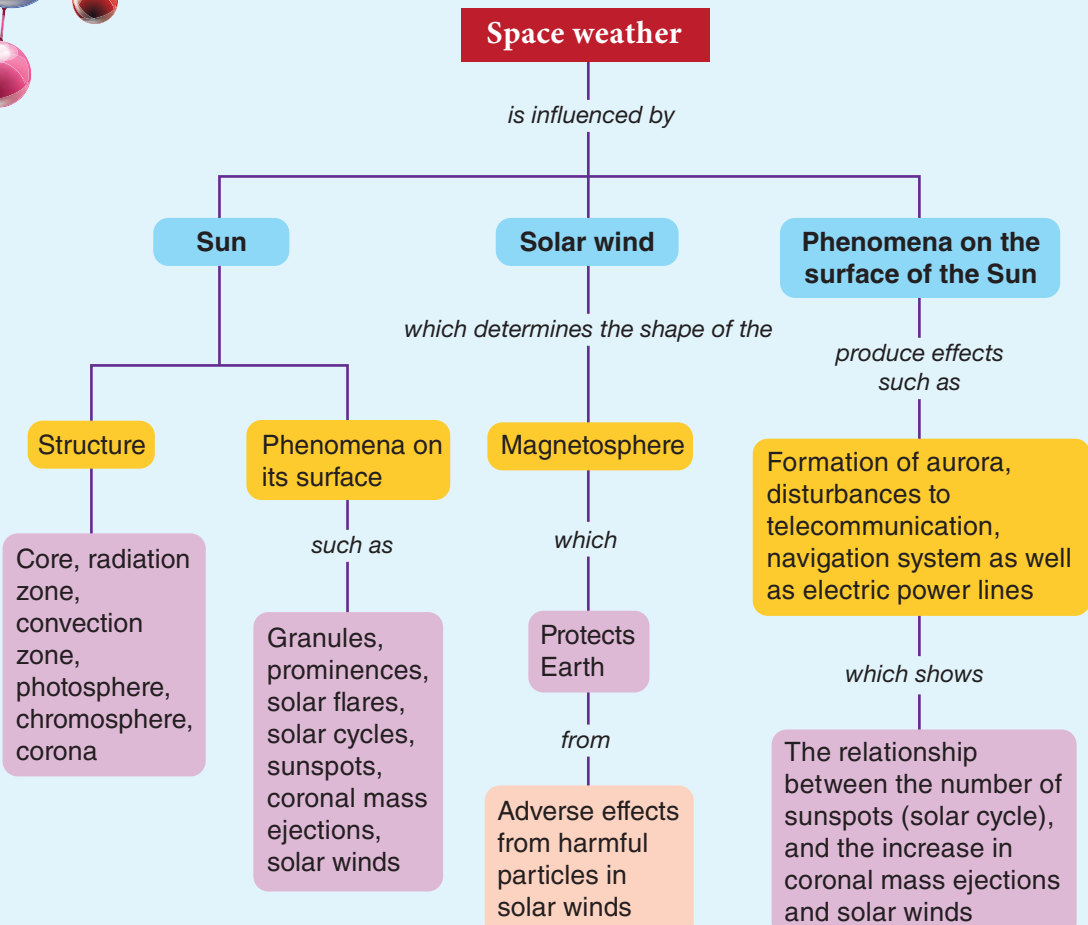 Space weather
is influenced by
Sun
Structure
Core, radiation
zone,
convection
zone,
photosphere,
chromosphere,
corona
Phenomena on
its surface
such as
Granules,
prominences,
solar flares,
solar cycles,
sunspots,
coronal mass
ejections,
solar winds
Solar wind
which determines the shape of the
Magnetosphere
which
Protects
Earth
from
Adverse effects
from harmful
particles in
solar winds
Phenomena on the
surface of the Sun
produce effects
such as
Formation of aurora,
disturbances to
telecommunication,
navigation system as well
as electric power lines
which shows
The relationship
between the number of
sunspots (solar cycle),
and the increase in
coronal mass ejections
and solar winds